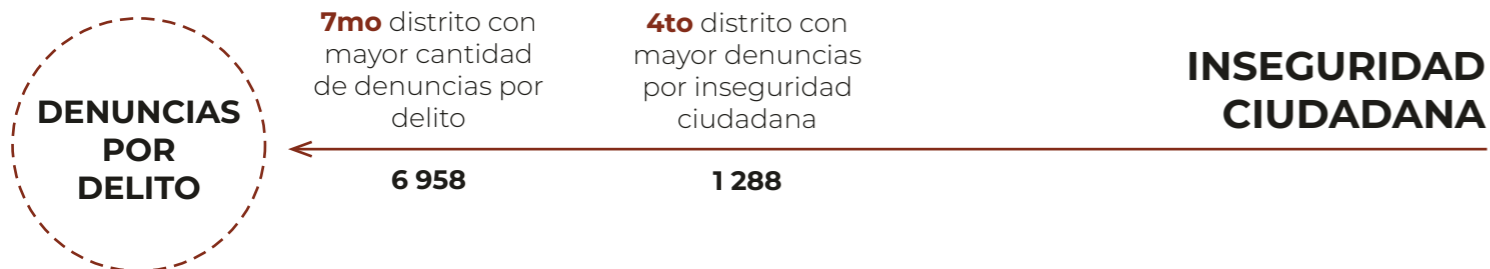 DENUNCIAS
POR
DELITO
7mo distrito con
mayor cantidad
de denuncias por
delito
6 958
4to distrito con
mayor denuncias
por inseguridad
ciudadana
1 288
INSEGURIDAD
CIUDADANA